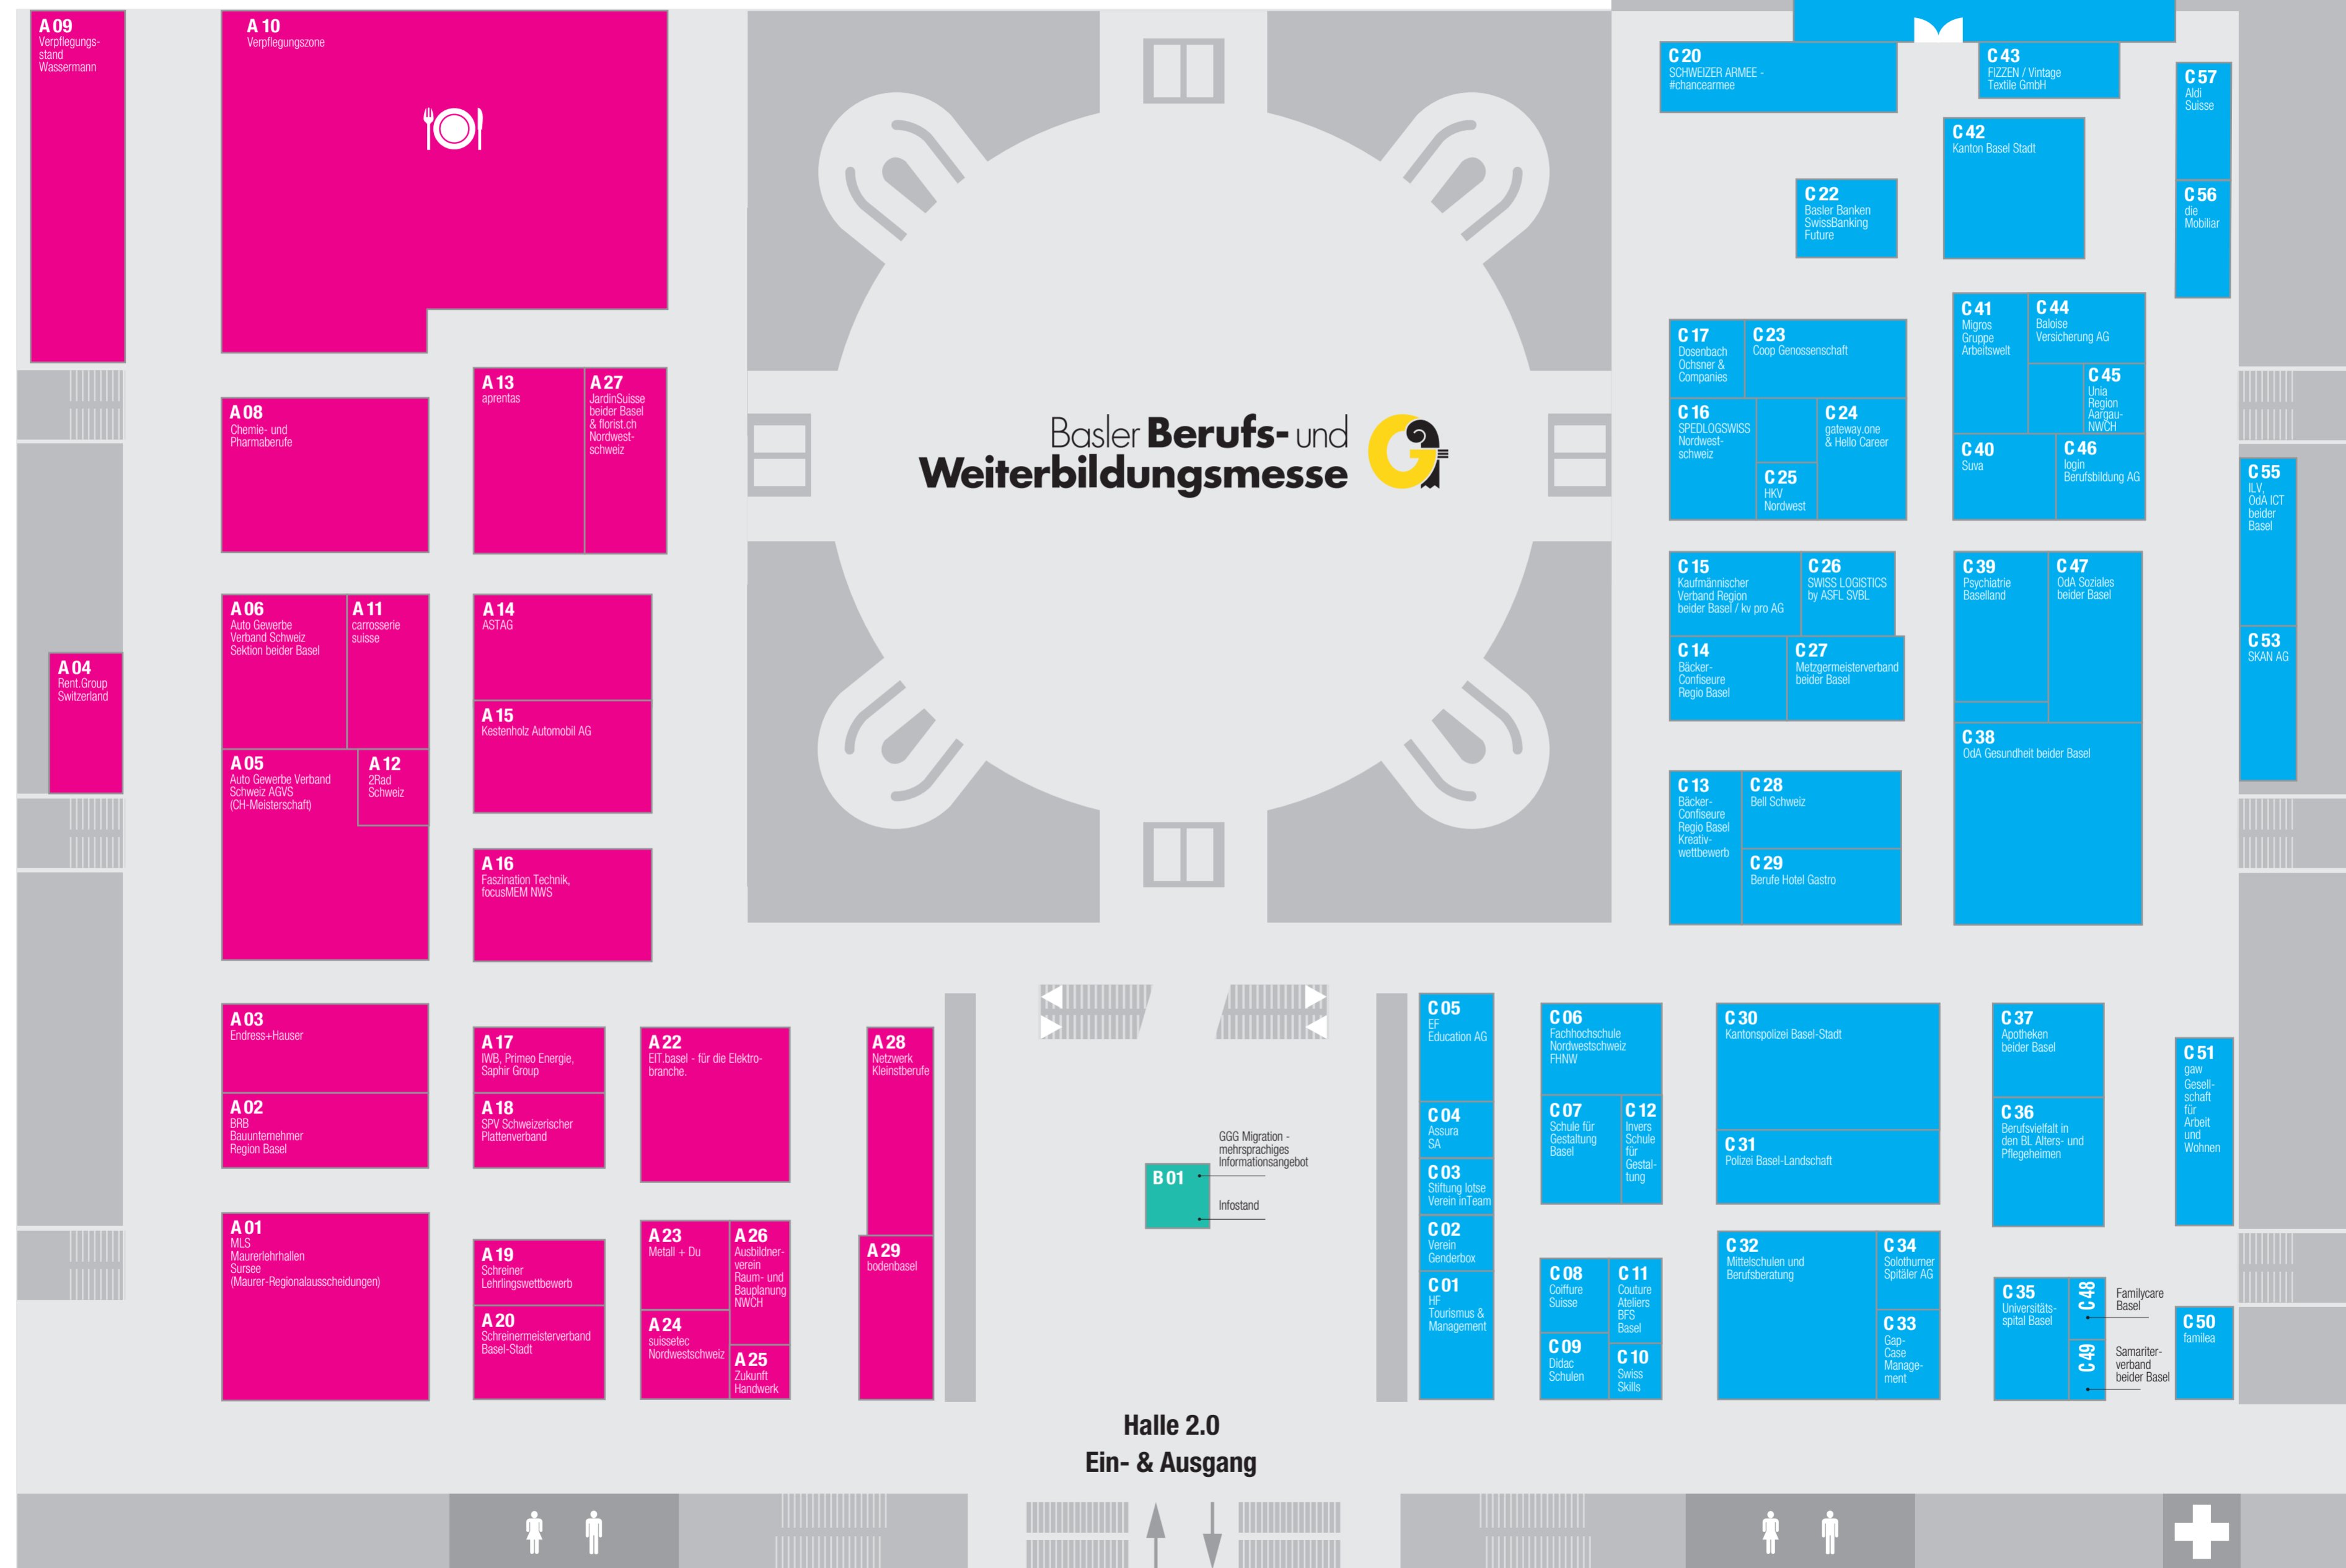 A 09
Verpflegungs-
stand
Wassermann
A 10
Verpflegungszone
A 08
Chemie- und
Pharmaberufe
A 13
aprentas
A 27
JardinSuisse
beider Basel
& florist.ch
Nordwest-
schweiz
A 06
Auto Gewerbe
Verband Schweiz
Sektion beider Basel
A 11
carrosserie
suisse
A 14
ASTAG
A 04
Rent.Group
Switzerland
A 15
Kestenholz Automobil AG
A 05
Auto Gewerbe Verband
Schweiz AGVS
(CH-Meisterschaft)
A 12
2Rad
Schweiz
A 16
Faszination Technik,
focusMEM NWS
A 03
Endress+Hauser
A 02
BRB
Bauunternehmer
Region Basel
A 17
IWB, Primeo Energie,
Saphir Group
A 18
SPV Schweizerischer
Plattenverband
A 22
EIT.basel - für die Elektro-
branche.
A 28
Netzwerk
Kleinstberufe
A 01
MLS
Maurerlehrhallen
Sursee
(Maurer-Regionalausscheidungen)
A 19
Schreiner
Lehrlingswettbewerb
A 20
Schreinermeisterverband
Basel-Stadt
A 23
Metall + Du
A 26
Ausbildner-
verein
Raum- und
Bauplanung
NWCH
A 24
suissetec
Nordwestschweiz
A 25
Zukunft
Handwerk
A 29
bodenbasel
Basler Berufs- und
Weiterbildungsmesse
B 01
GGG Migration -
mehrsprachiges
Informationsangebot
Infostand
Halle 2.0
Ein- & Ausgang
C 20
SCHWEIZER ARMEE -
#chancearmee
C 43
FIZZEN / Vintage
Textile GmbH
C 57
Aldi
Suisse
C 42
Kanton Basel Stadt
C 22
Basler Banken
SwissBanking
Future
C 56
die
Mobiliar
C 17
Dosenbach
Ochsner &
Companies
C 23
Coop Genossenschaft
C 16
SPEDLOGSWISS
Nordwest-
schweiz
C 24
gateway.one
& Hello Career
C 25
HKV
Nordwest
C 41
Migros
Gruppe
Arbeitswelt
C 44
Baloise
Versicherung AG
C 45
Unia
Region
Aargau-
NWCH
C 40
Suva
C 46
login
Berufsbildung AG
C 55
ILV,
OdA ICT
beider
Basel
C 53
SKAN AG
C 15
Kaufmännischer
Verband Region
beider Basel / kv pro AG
C 26
SWISS LOGISTICS
by ASFL SVBL
C 14
Bäcker-
Confiseure
Regio Basel
C 27
Metzgermeisterverband
beider Basel
C 39
Psychiatrie
Baselland
C 47
OdA Soziales
beider Basel
C 38
OdA Gesundheit beider Basel
C 13
Bäcker-
Confiseure
Regio Basel
Kreativ-
wettbewerb
C 28
Bell Schweiz
C 29
Berufe Hotel Gastro
C 05
EF
Education AG
C 04
Assura
SA
C 03
Stiftung lotse
Verein inTeam
C 02
Verein
Genderbox
C 01
HF
Tourismus &
Management
C 06
Fachhochschule
Nordwestschweiz
FHNW
C 07
Schule für
Gestaltung
Basel
C 12
Invers
Schule
für
Gestal-
tung
C 08
Coiffure
Suisse
C 11
Couture
Ateliers
BFS
Basel
C 09
Didac
Schulen
C 10
Swiss
Skills
C 30
Kantonspolizei Basel-Stadt
C 31
Polizei Basel-Landschaft
C 32
Mittelschulen und
Berufsberatung
C 34
Solothurner
Spitäler AG
C 33
Gap-
Case
Manage-
ment
C 37
Apotheken
beider Basel
C 36
Berufsvielfalt in
den BL Alters- und
Pflegeheimen
C 51
gaw
Gesell-
schaft
für
Arbeit
und
Wohnen
C 35
Universitäts-
spital Basel
C 48
Familycare
Basel
C 49
Samariter-
verband
beider Basel
C 50
familea